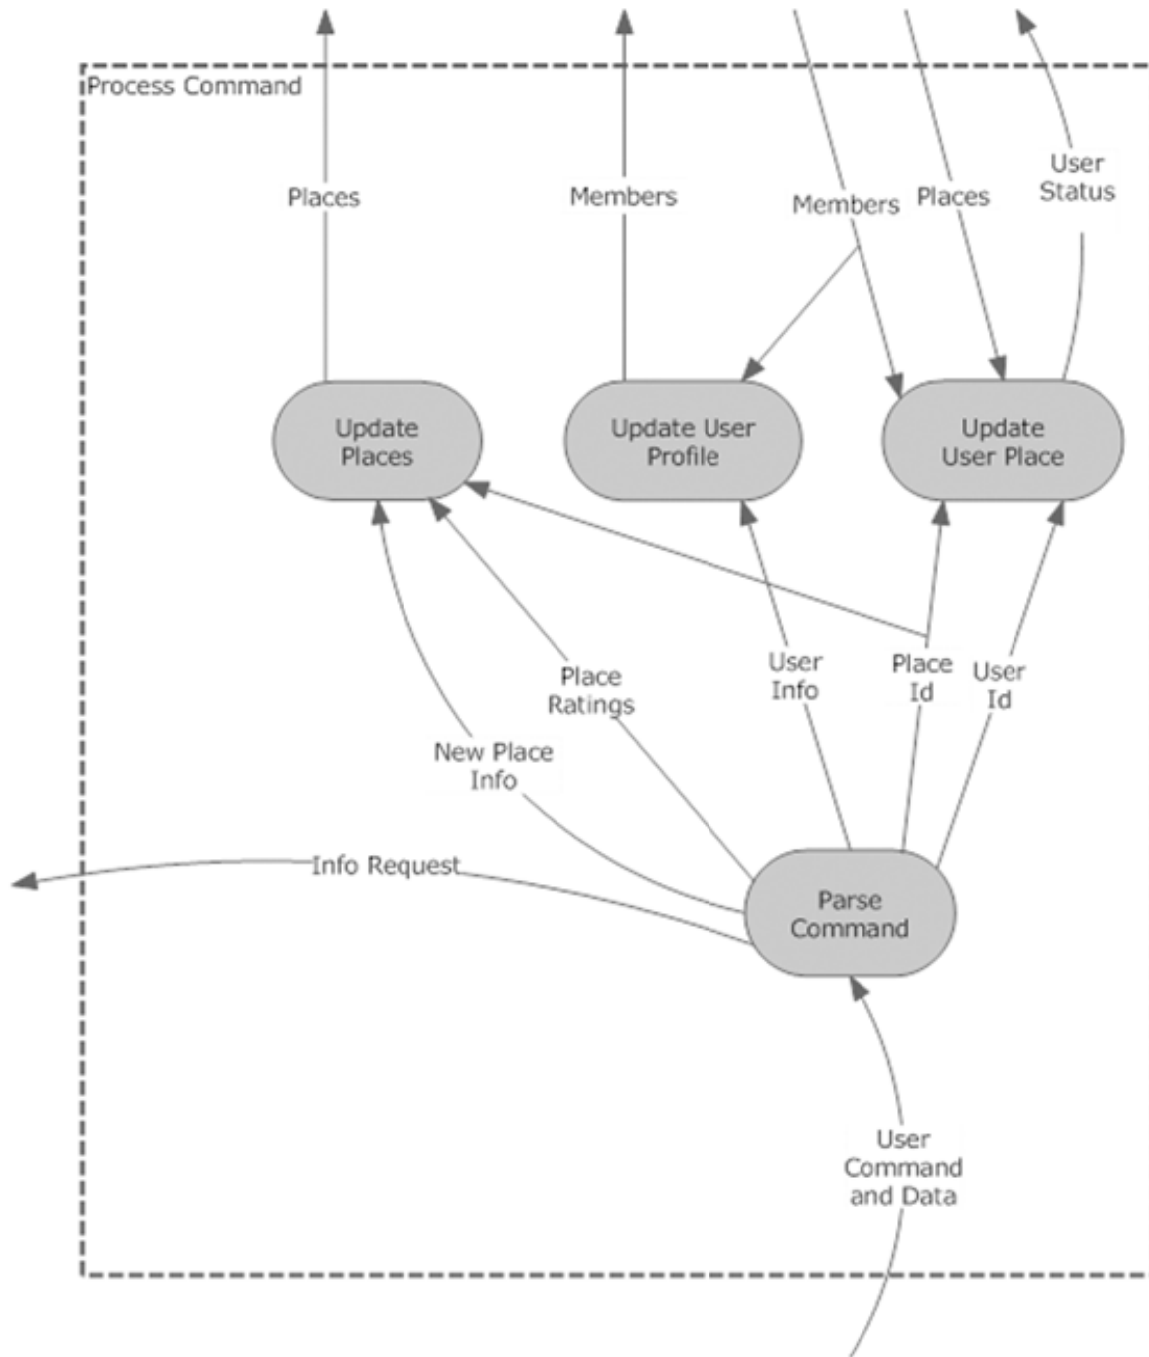 Process Command
Places
Members
Members
Places
User
Status
Update
Places
Update User
Profile
Update
User Place
Place
Ratings
User
Info
Place
Id
User
Id
New Place
Info
Info Request
Parse
Command
User
Command
and Data